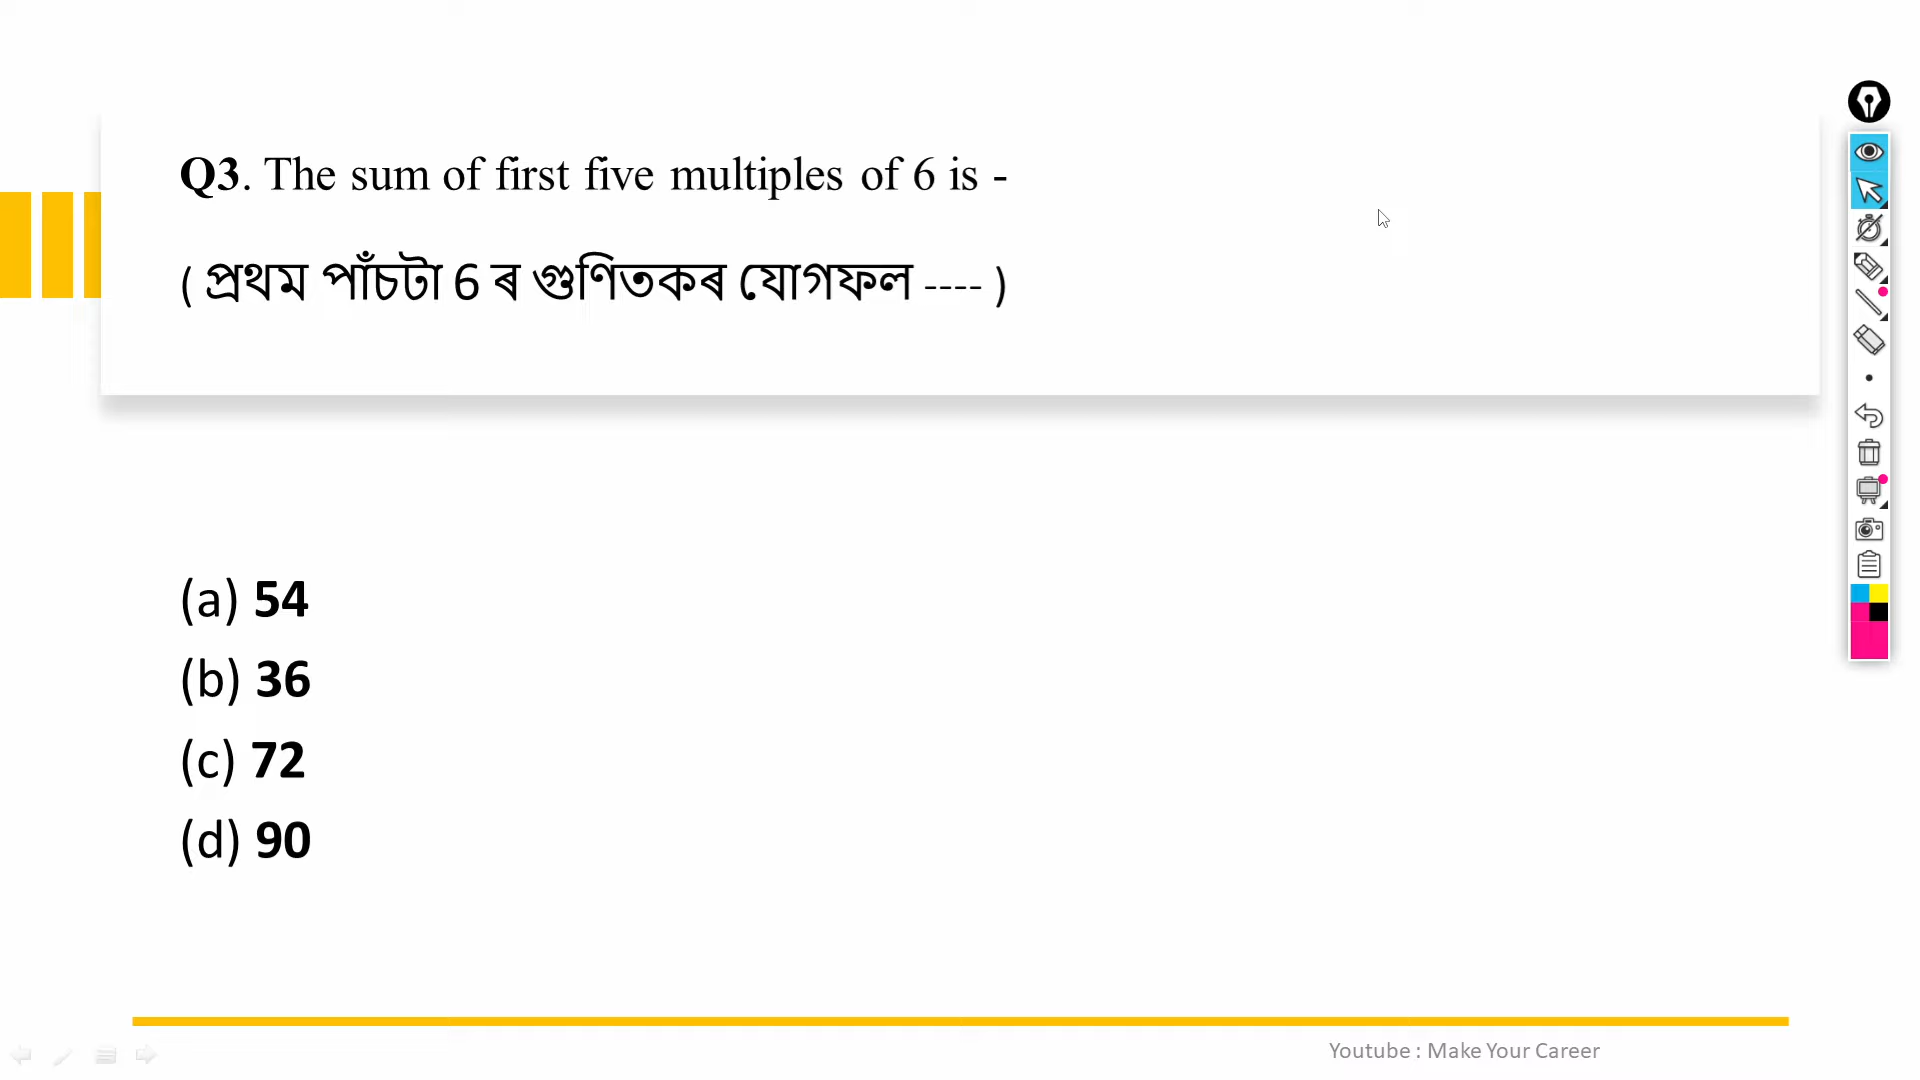 Q3. The sum of first five multiples of 6 is -
( প্ৰথম পাঁচটা 6 ৰ গুণিতকৰ যোগফল ---- )
(a) 54
(b) 36
(c) 72
(d) 90
Youtube : Make Your Career